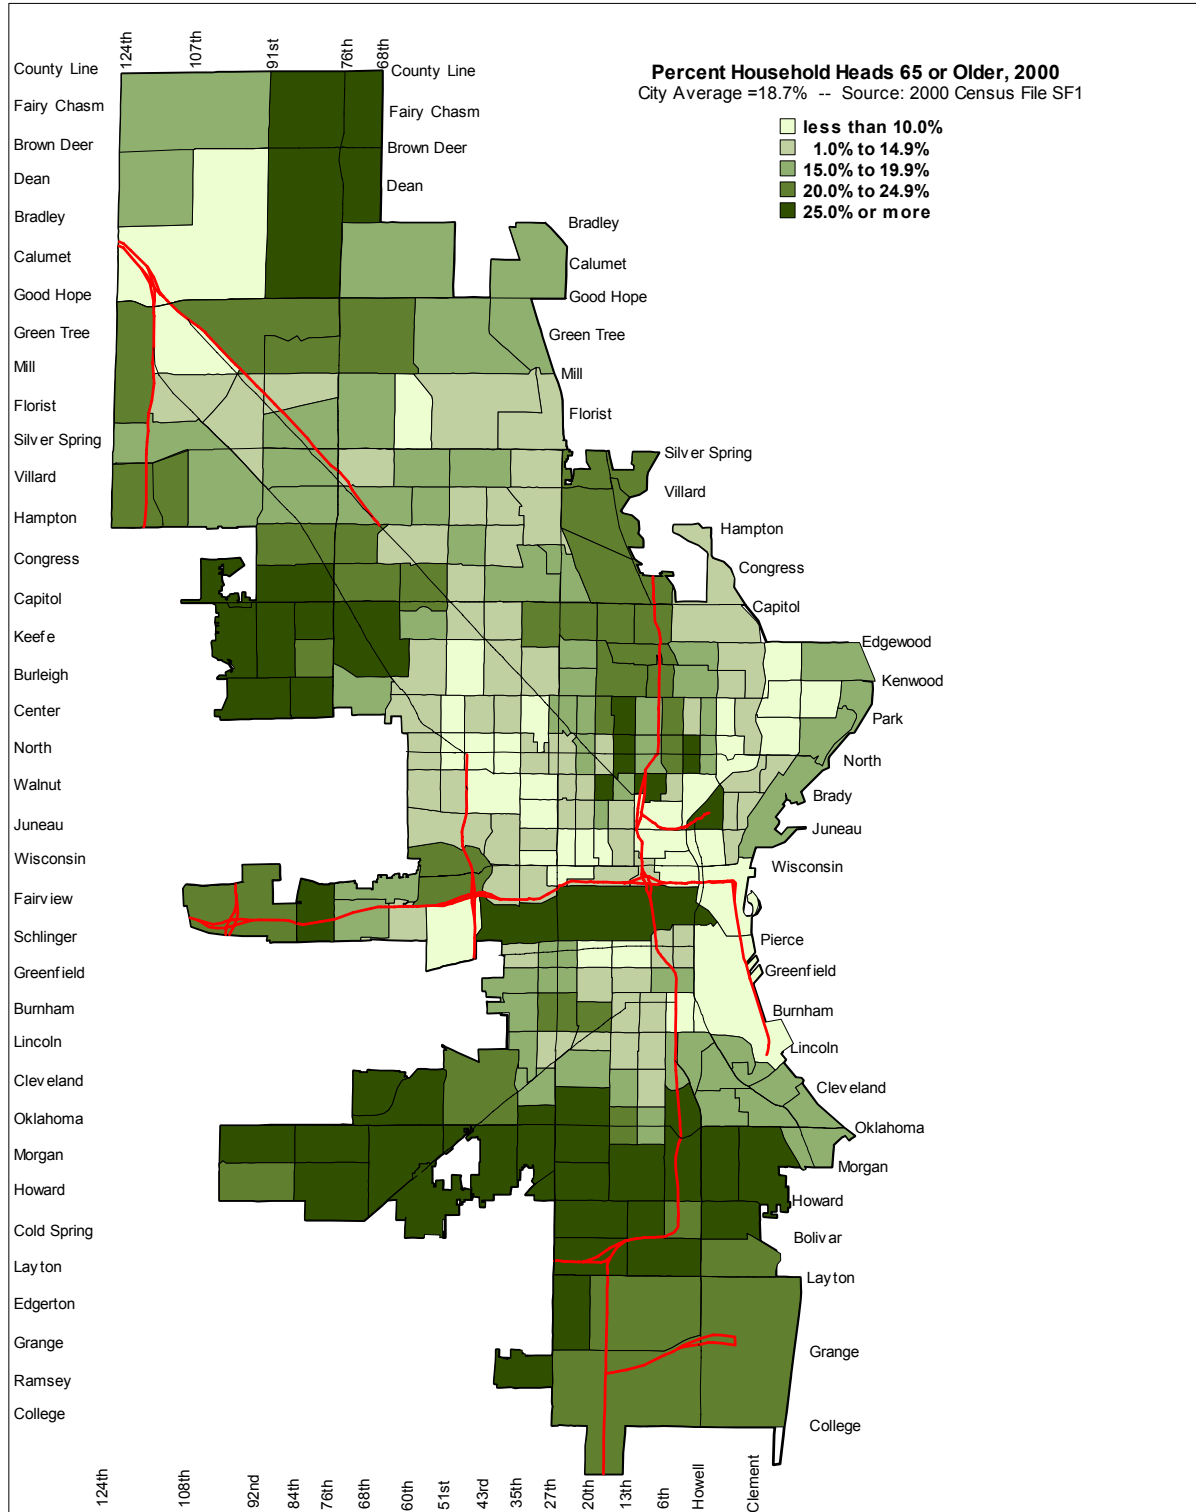 124th
107th
91st
76th
68th
Percent Household Heads 65 or Older, 2000
City Average =18.7% -- Source: 2000 Census File SF1
less than 10.0%
1.0% to 14.9%
15.0% to 19.9%
20.0% to 24.9%
25.0% or more
County Line
Fairy Chasm
Brown Deer
Dean
Bradley
Calumet
Good Hope
Green Tree
Mill
Florist
Silver Spring
Villard
Hampton
Congress
Capitol
Keefe
Burleigh
Center
North
Walnut
Juneau
Wisconsin
Fairview
Schlinger
Greenfield
Burnham
Lincoln
Cleveland
Oklahoma
Morgan
Howard
Cold Spring
Layton
Edgerton
Grange
Ramsey
College
County Line
Fairy Chasm
Brown Deer
Dean
Bradley
Calumet
Good Hope
Green Tree
Mill
Florist
Silver Spring
Villard
Hampton
Congress
Capitol
Edgewood
Kenwood
Park
North
Brady
Juneau
Wisconsin
Pierce
Greenfield
Burnham
Lincoln
Cleveland
Oklahoma
Morgan
Howard
Bolivar
Layton
Grange
College
124th
108th
92nd
84th
76th
68th
60th
51st
43rd
35th
27th
20th
13th
6th
Howell
Clement